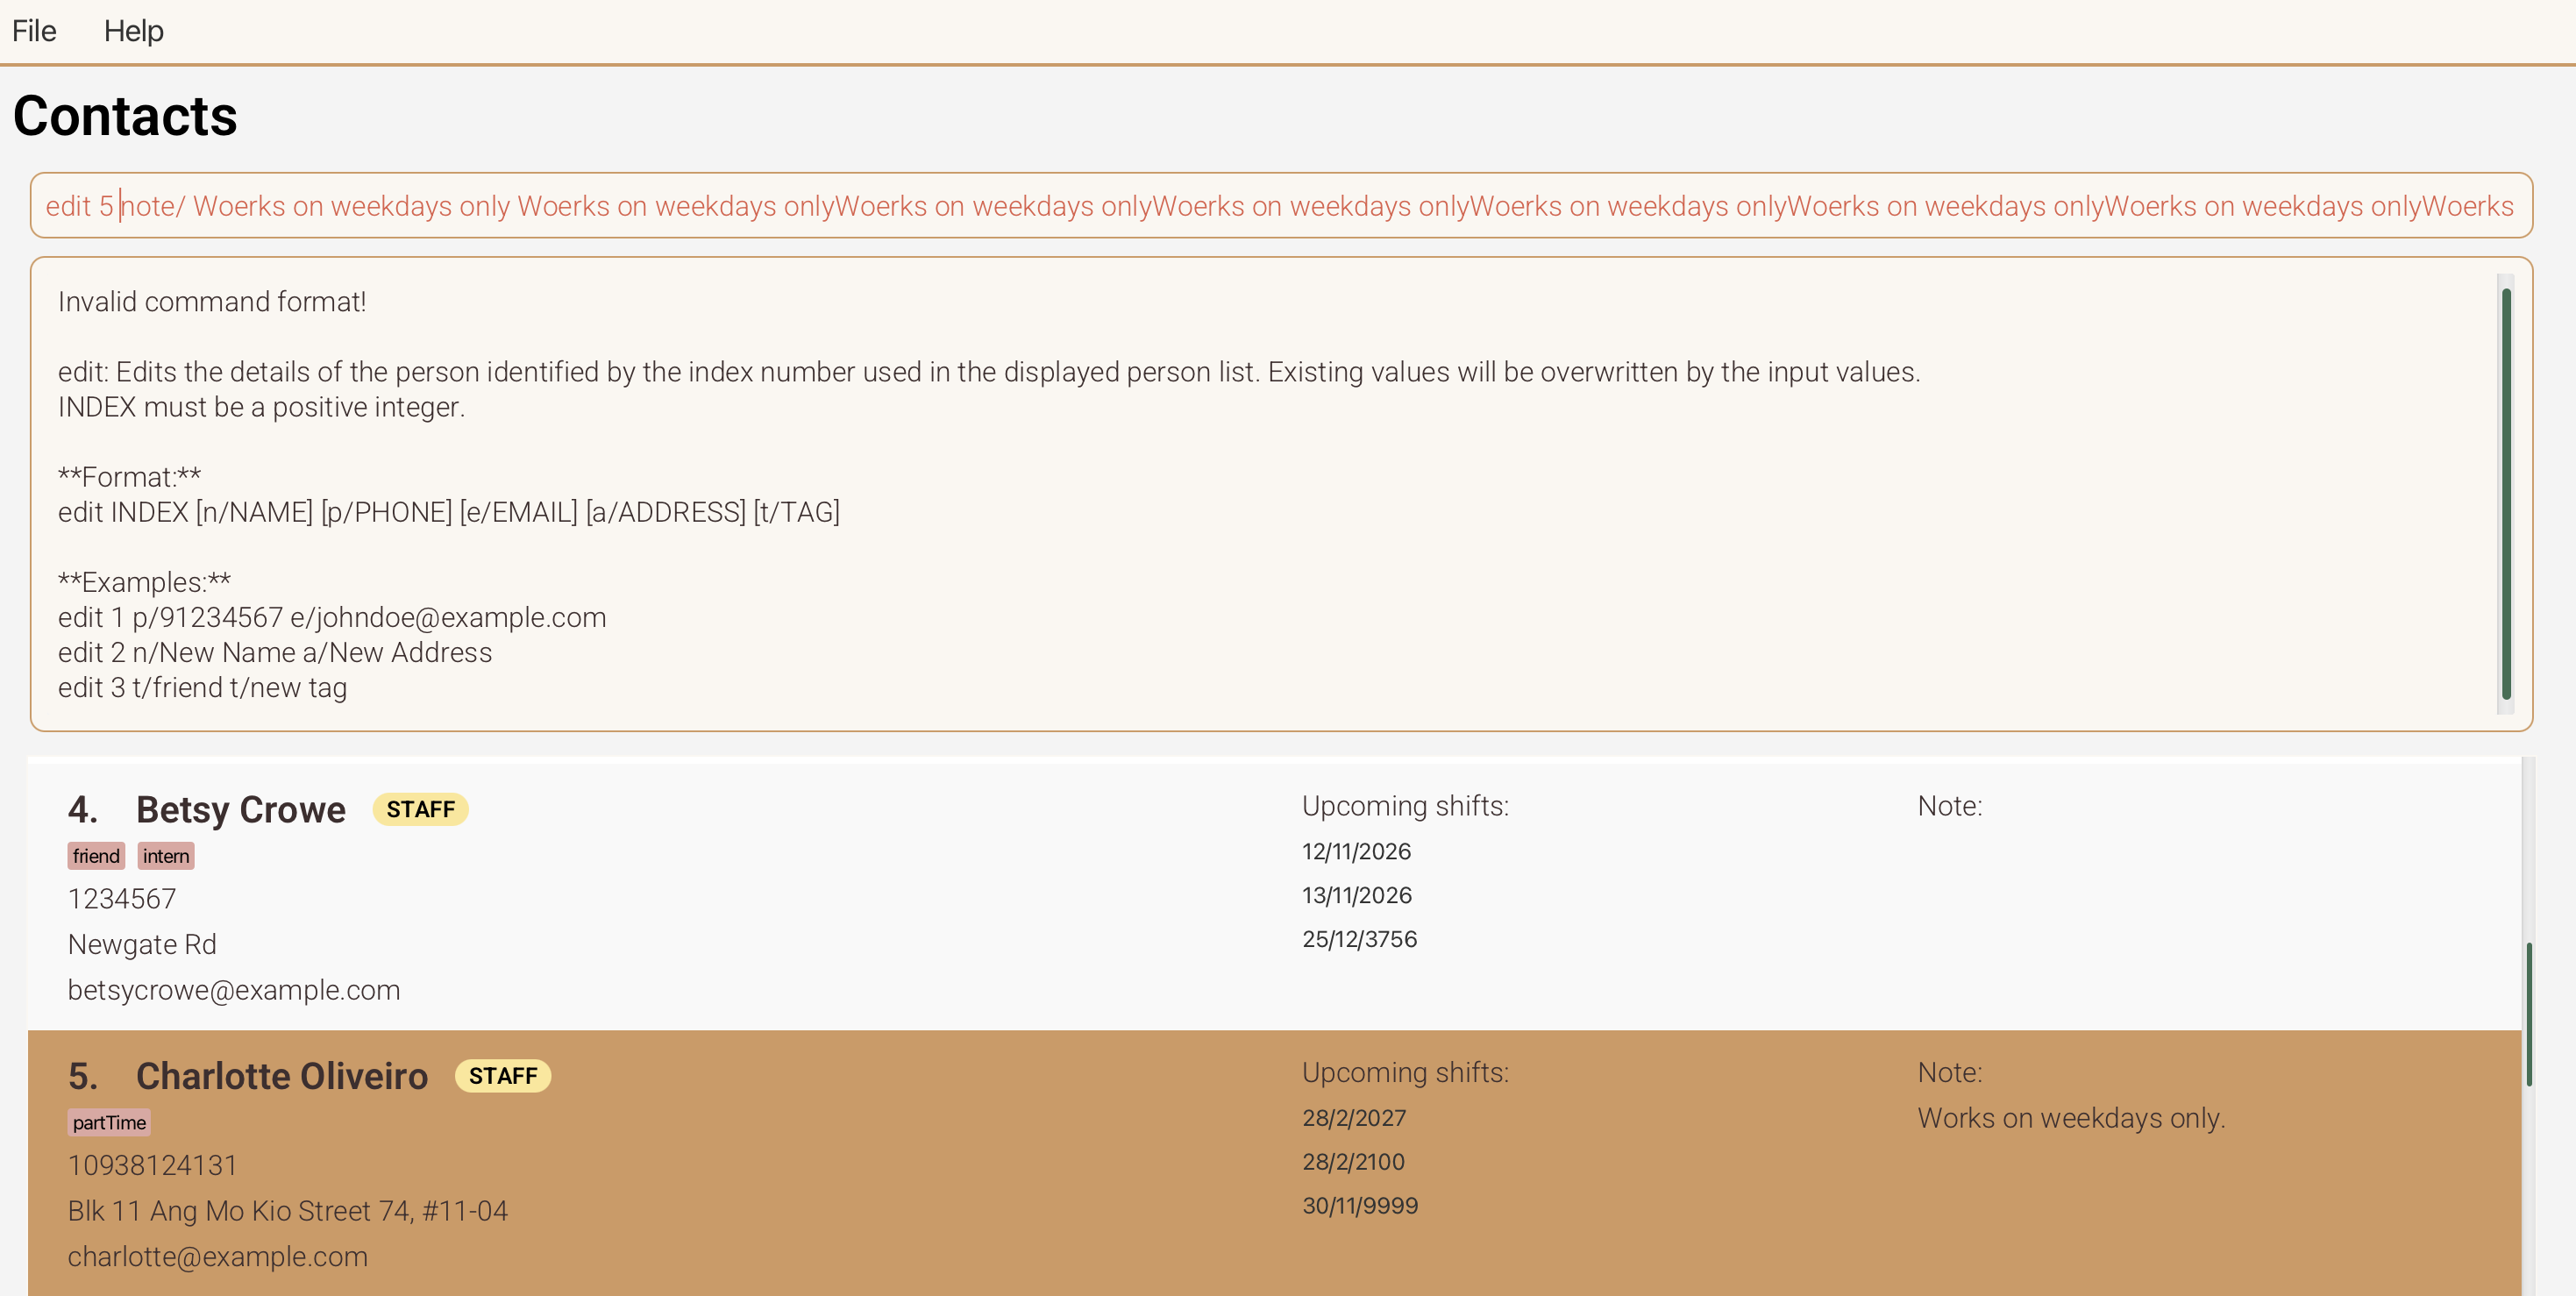 File Help
Contacts
edit 5 note/ Woerks on weekdays only Woerks on weekdays onlyWoerks on weekdays onlyWoerks on weekdays onlyWoerks on weekdays onlyWoerks on weekdays onlyWoerks on weekdays onlyWoerks
Invalid command format!
edit: Edits the details of the person identified by the index number used in the displayed person list. Existing values will be overwritten by the input values.
INDEX must be a positive integer.
**Format:**
edit INDEX [n/NAME] [p/PHONE] [e/EMAIL] [a/ADDRESS] [t/TAG]
**Examples:**
edit 1 p/91234567 e/johndoe@example.com
edit 2 n/New Name a/New Address
edit 3 t/friend t/new tag
4. Betsy Crowe STAFF
friend intern
1234567
Newgate Rd
betsycrowe@example.com
Upcoming shifts:
12/11/2026
13/11/2026
25/12/3756
Note:
5. Charlotte Oliveiro STAFF
partTime
10938124131
Blk 11 Ang Mo Kio Street 74, #11-04
charlotte@example.com
Upcoming shifts:
28/2/2027
28/2/2100
30/11/9999
Note:
Works on weekdays only.